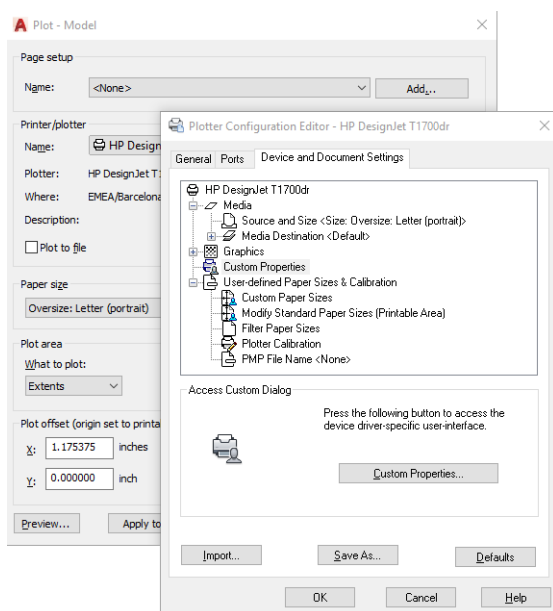 Plot - Model
Page setup
Name:
<None>
Add...
Printer/plotter
Name:
HP Design
Plotter:
HP DesignJet T
Where:
EMEA/Barcelona
Description:
Plot to file
Paper size
Oversize: Letter (portrait)
Plot area
What to plot:
Extents
Plot offset (origin set to printa
X:
1.175375
inches
Y:
0.000000
inch
Preview...
Apply to
Plotter Configuration Editor - HP DesignJet T1700dr
General
Ports
Device and Document Settings
HP DesignJet T1700dr
Media
Source and Size <Size: Oversize: Letter (portrait)>
Media Destination <Default>
Graphics
Custom Properties
User-defined Paper Sizes & Calibration
Custom Paper Sizes
Modify Standard Paper Sizes (Printable Area)
Filter Paper Sizes
Plotter Calibration
PMP File Name <None>
Access Custom Dialog
Press the following button to access the
device driver-specific user-interface.
Custom Properties...
Import...
Save As...
Defaults
OK
Cancel
Help